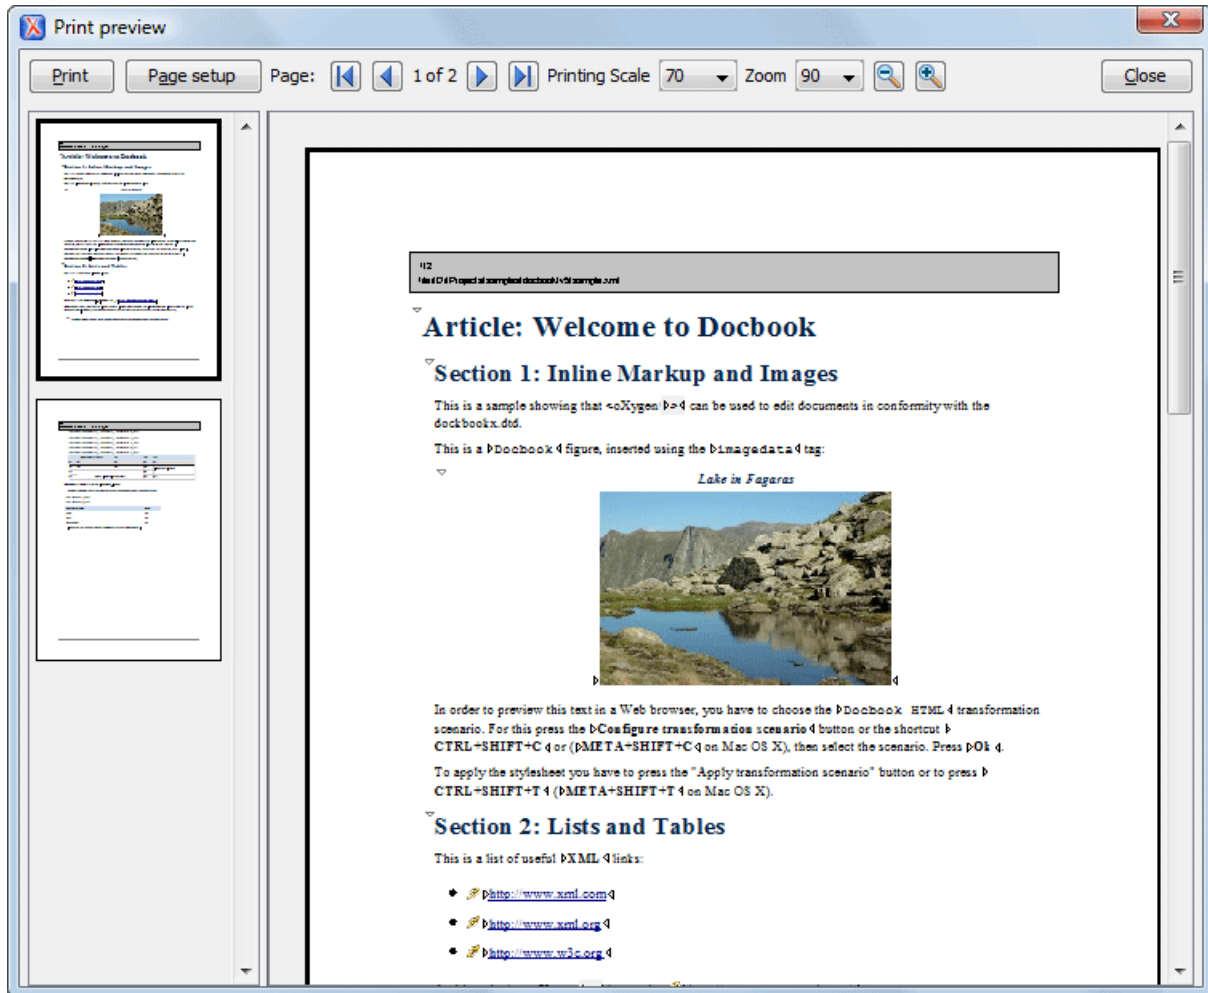 Print preview
Print Page setup Page: 1 of 2 Printing Scale 70 Zoom 90 Close
1/2
Article: Welcome to Docbook
Section 1: Inline Markup and Images
This is a sample showing that <oXygen/> can be used to edit documents in conformity with the
dockbookx.dtd.
This is a Docbook figure, inserted using the imagedata tag:
Lake in Fagaras
In order to preview this text in a Web browser, you have to choose the Docbook HTML transformation
scenario. For this press the Configure transformation scenario button or the shortcut
CTRL+SHIFT+C or (META+SHIFT+C on Mac OS X), then select the scenario. Press Ok .
To apply the stylesheet you have to press the "Apply transformation scenario" button or to press
CTRL+SHIFT+T (META+SHIFT+T on Mac OS X).
Section 2: Lists and Tables
This is a list of useful XML links:
http://www.xml.com
http://www.xml.org
http://www.w3c.org